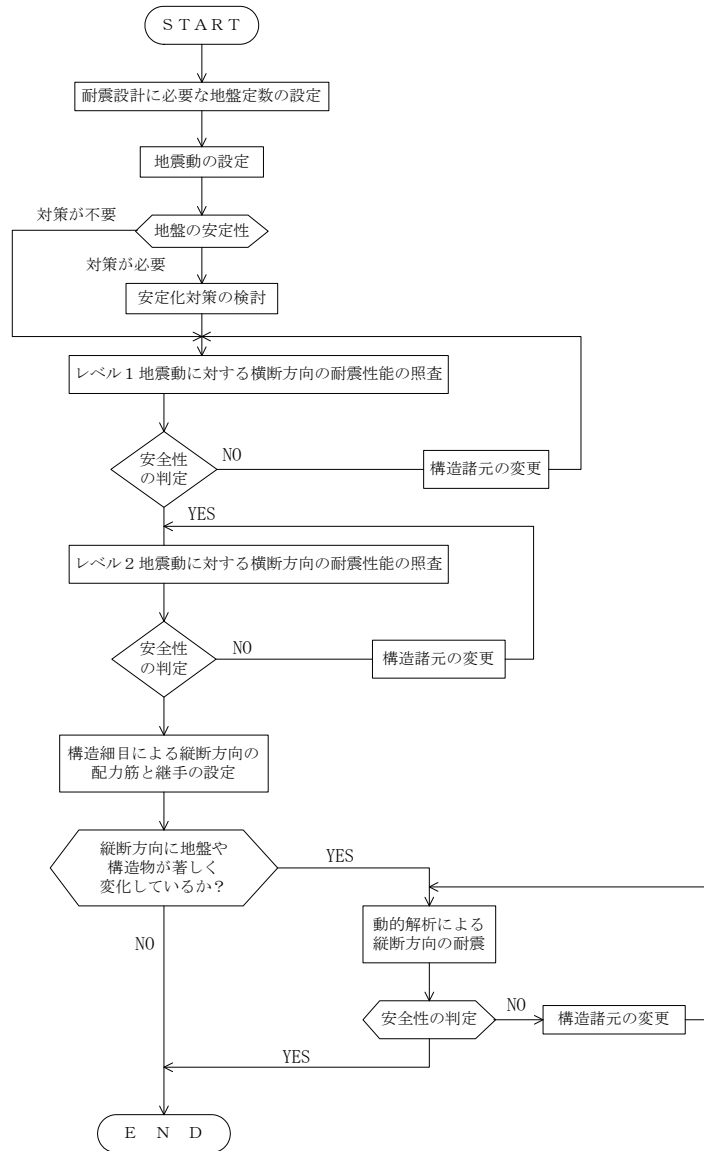 ＳＴＡＲＴ
耐震設計に必要な地盤定数の設定
地震動の設定
対策が不要
地盤の安定性
対策が必要
安定化対策の検討
レベル１地震動に対する横断方向の耐震性能の照査
安全性
の判定
NO
構造諸元の変更
YES
レベル２地震動に対する横断方向の耐震性能の照査
安全性
の判定
NO
構造諸元の変更
構造細目による縦断方向の
配力筋と継手の設定
縦断方向に地盤や
構造物が著しく
変化しているか？
YES
NO
動的解析による
縦断方向の耐震
安全性の判定
NO
構造諸元の変更
YES
Ｅ Ｎ Ｄ